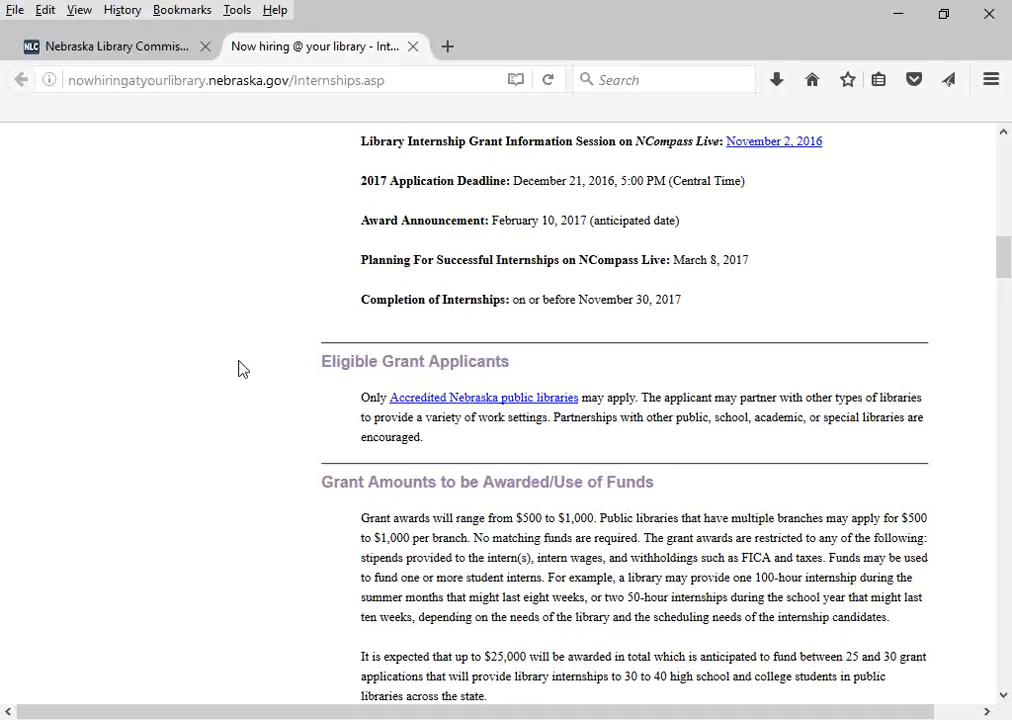 File Edit View History Bookmarks Tools Help
NLC Nebraska Library Commis...
Now hiring @ your library - Int...
nowhiringatyourlibrary.nebraska.gov/internships.asp
Search
Library Internship Grant Information Session on NCompass Live: November 2, 2016
2017 Application Deadline: December 21, 2016, 5:00 PM (Central Time)
Award Announcement: February 10, 2017 (anticipated date)
Planning For Successful Internships on NCompass Live: March 8, 2017
Completion of Internships: on or before November 30, 2017
Eligible Grant Applicants
Only Accredited Nebraska public libraries may apply. The applicant may partner with other types of libraries
to provide a variety of work settings. Partnerships with other public, school, academic, or special libraries are
encouraged.
Grant Amounts to be Awarded/Use of Funds
Grant awards will range from $500 to $1,000. Public libraries that have multiple branches may apply for $500
to $1,000 per branch. No matching funds are required. The grant awards are restricted to any of the following:
stipends provided to the intern(s), intern wages, and withholdings such as FICA and taxes. Funds may be used
to fund one or more student interns. For example, a library may provide one 100-hour internship during the
summer months that might last eight weeks, or two 50-hour internships during the school year that might last
ten weeks, depending on the needs of the library and the scheduling needs of the internship candidates.
It is expected that up to $25,000 will be awarded in total which is anticipated to fund between 25 and 30 grant
applications that will provide library internships to 30 to 40 high school and college students in public
libraries across the state.